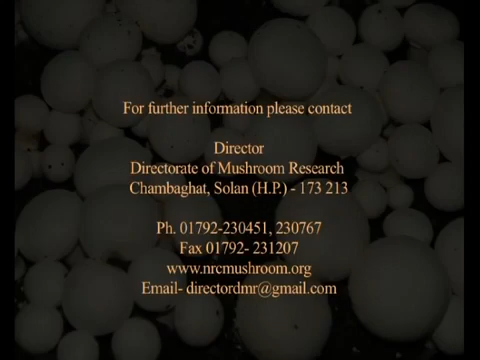 For further information please contact
Director
Directorate of Mushroom Research
Chambaghat, Solan (H.P.) - 173 213
Ph. 01792-230451, 230767
Fax 01792- 231207
www.nrcmushroom.org
Email- directordmr@gmail.com